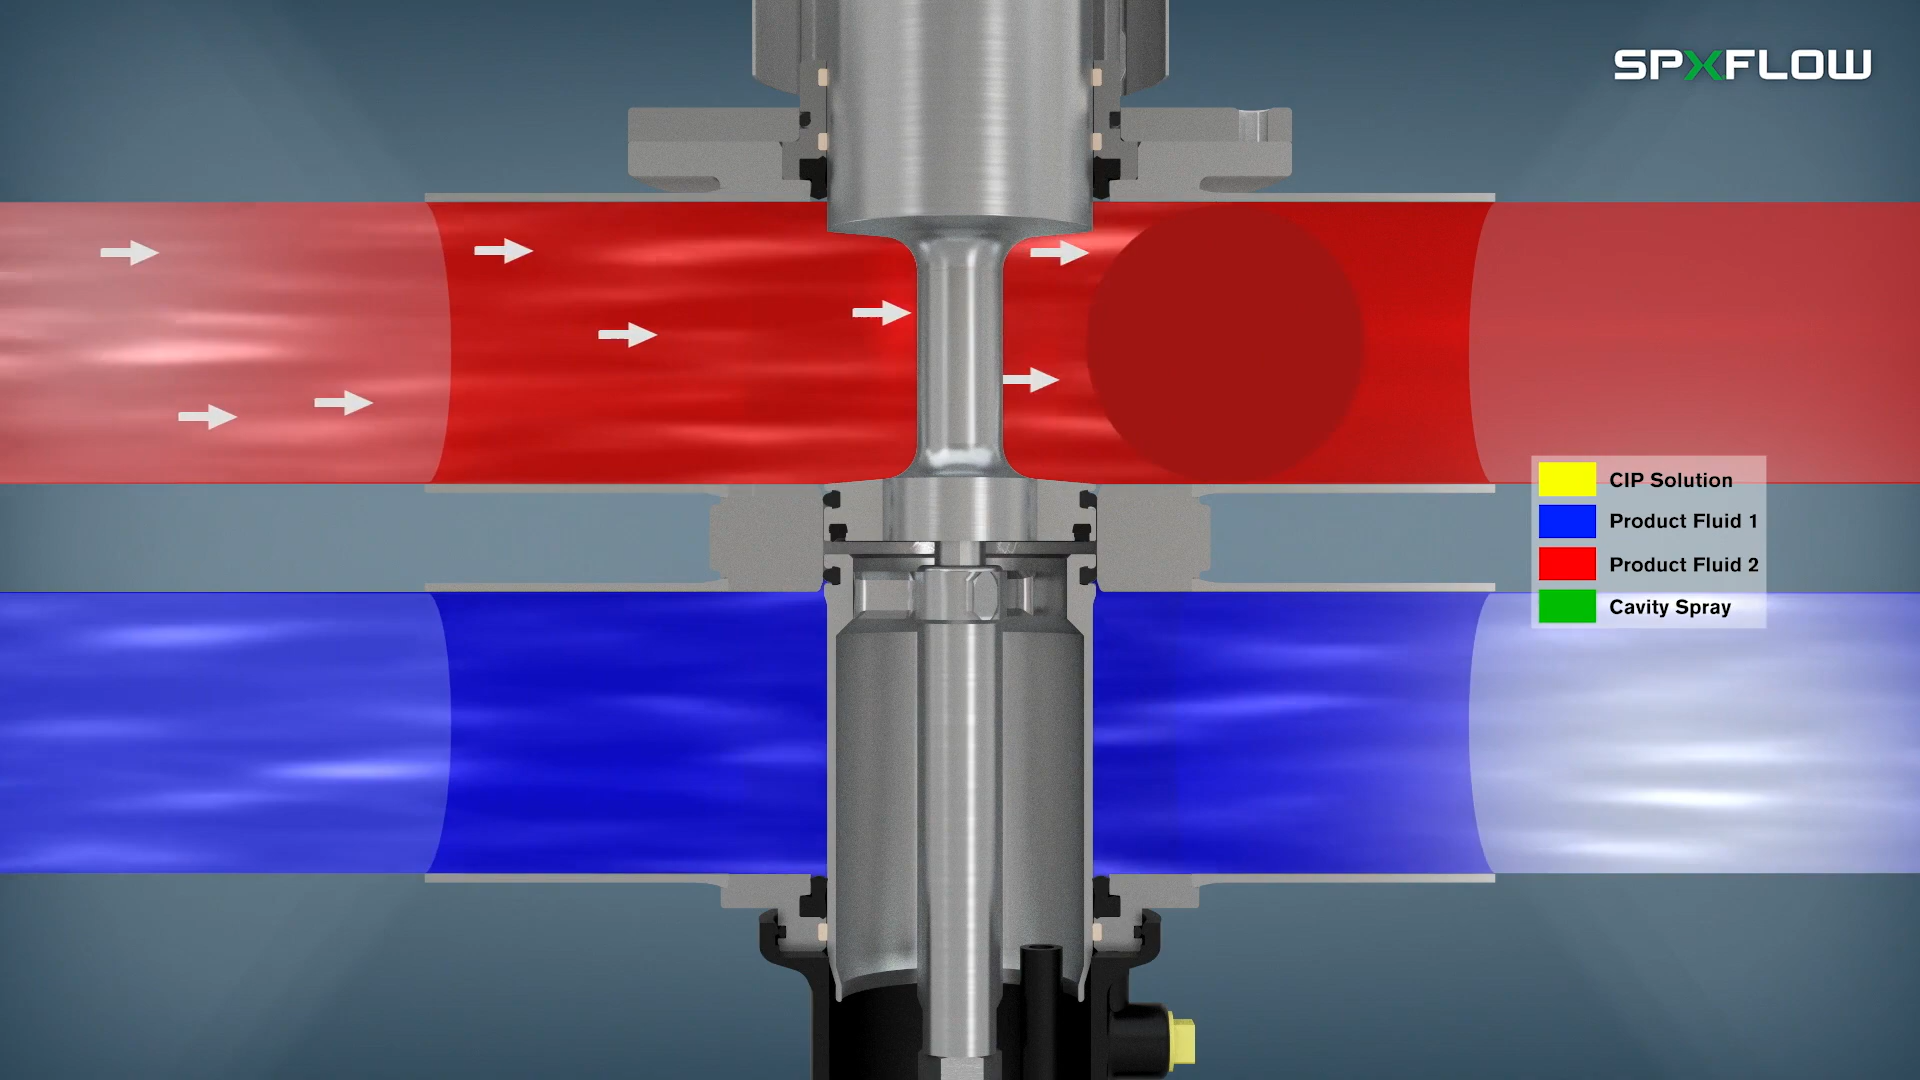 SPXFLOW
CIP Solution
Product Fluid 1
Product Fluid 2
Cavity Spray